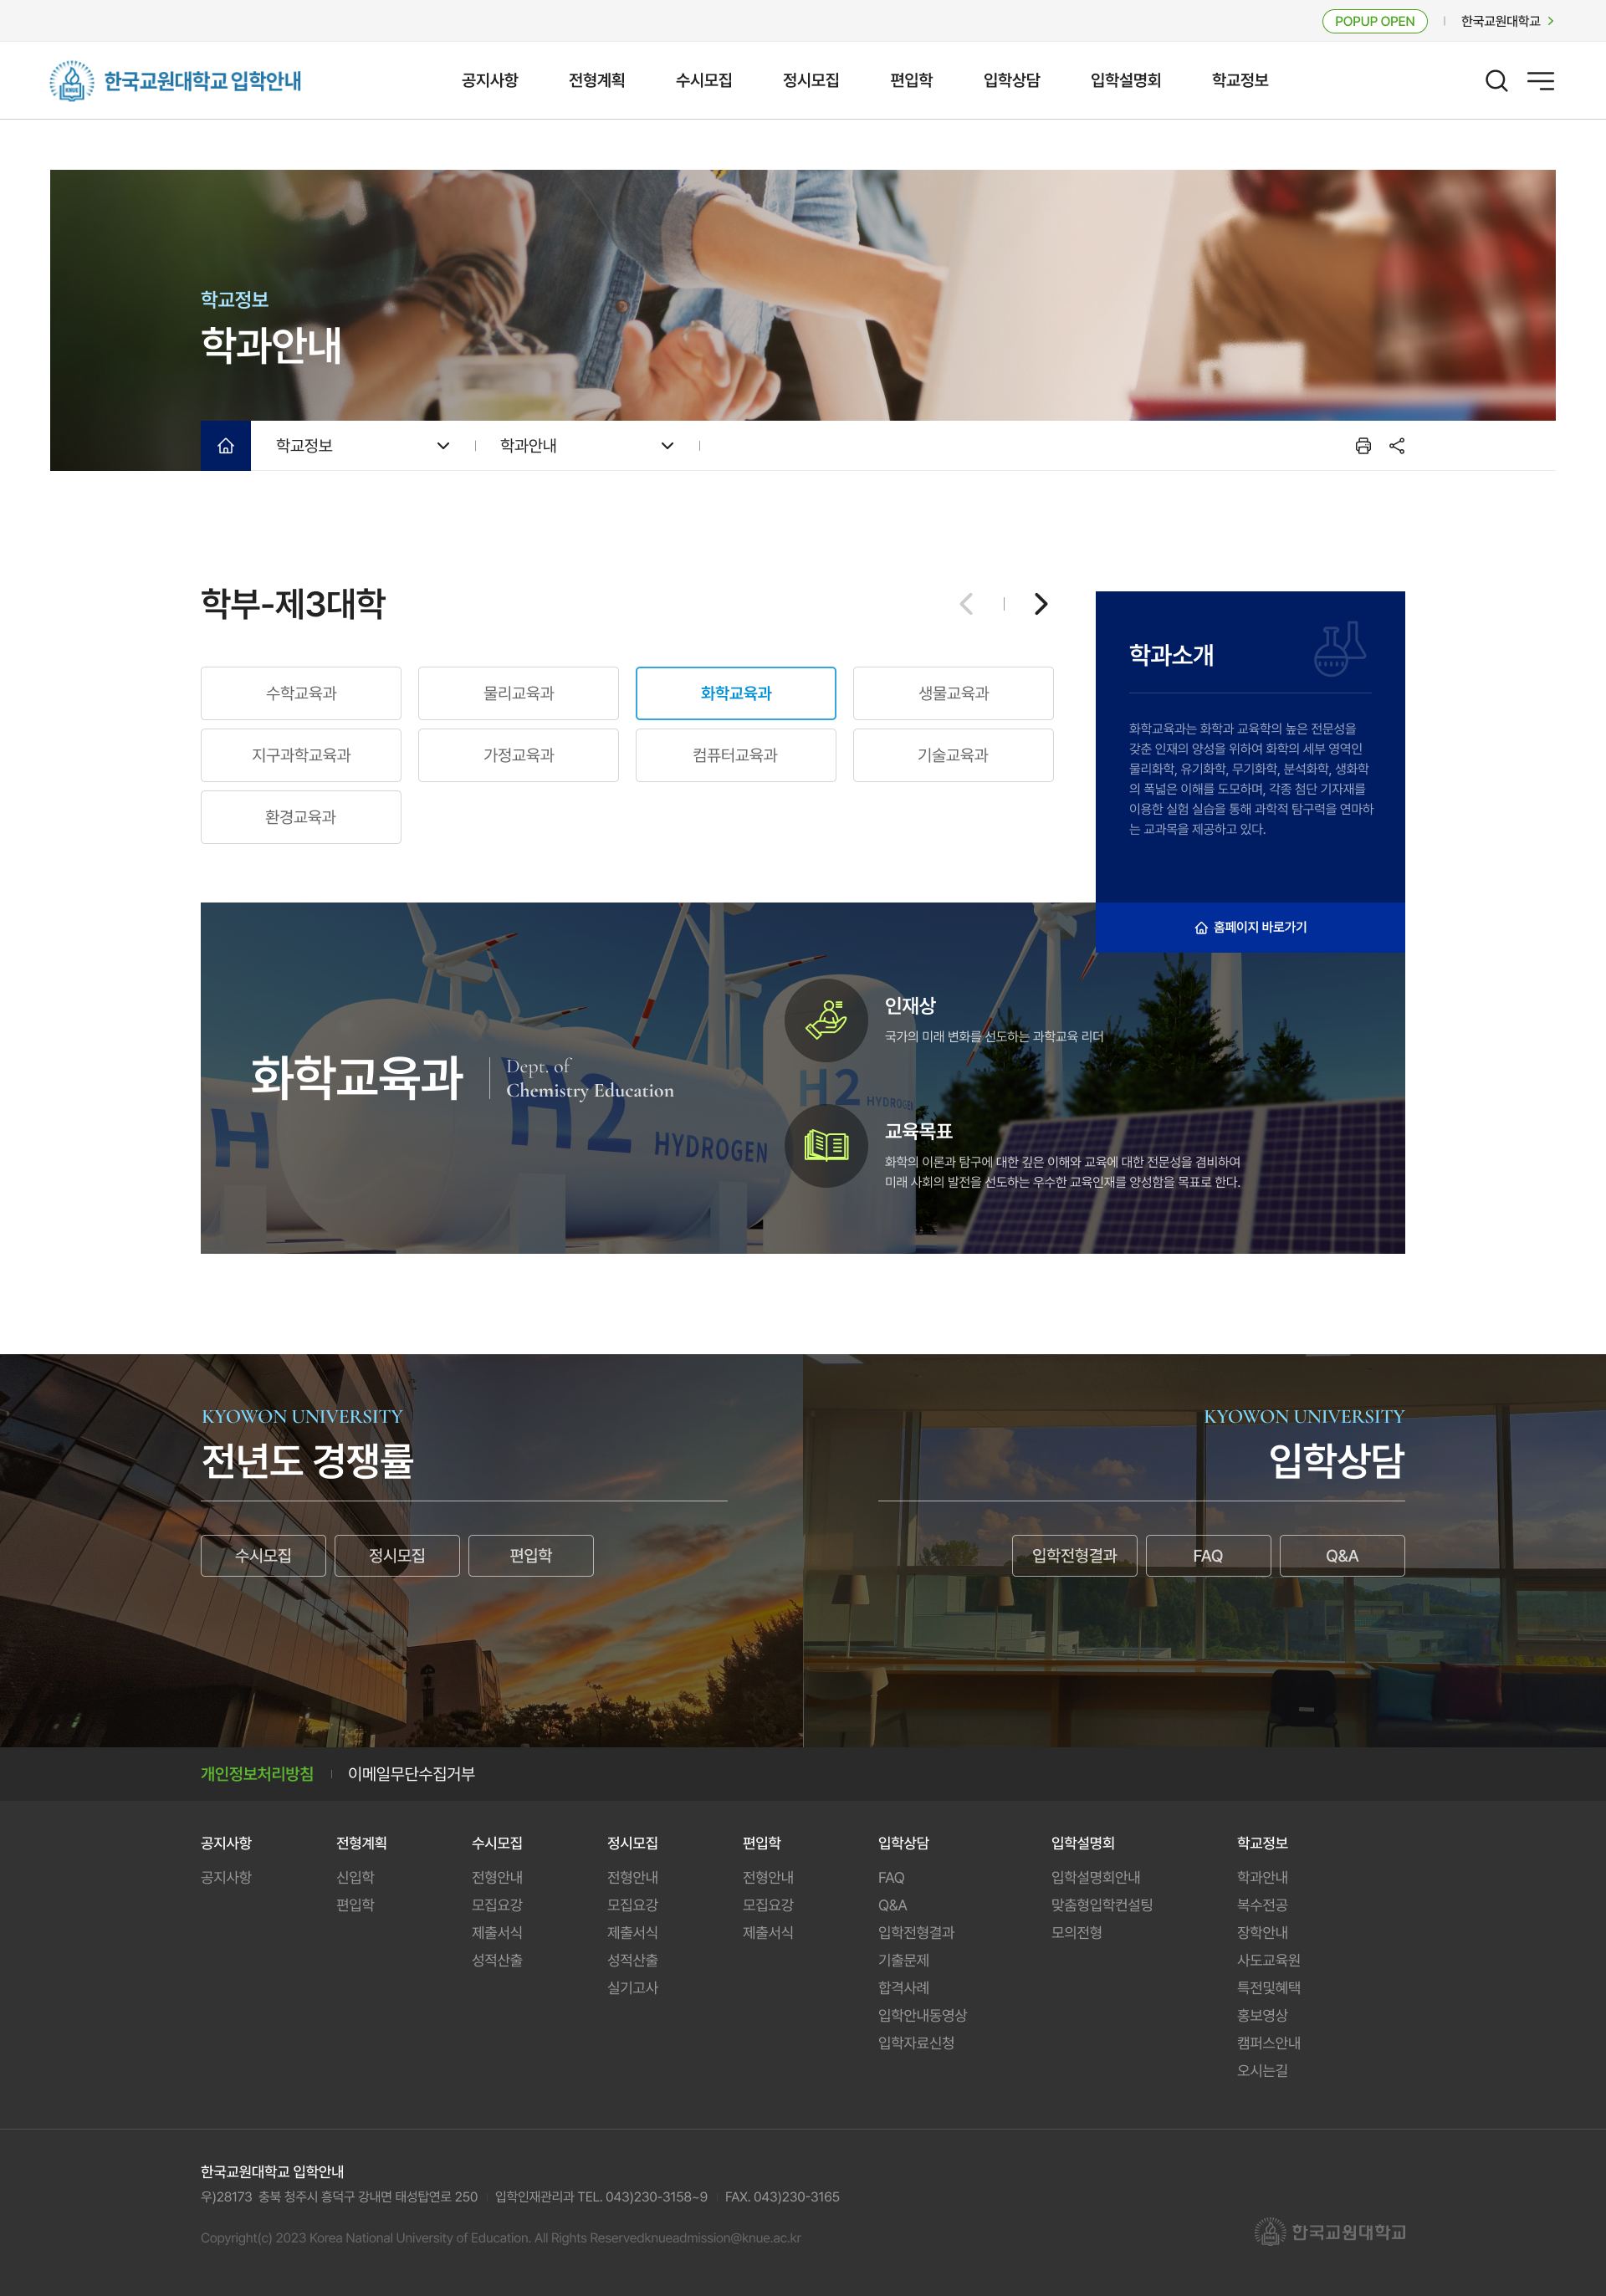 POPUP OPEN
한국교원대학교
한국교원대학교 입학안내
공지사항 전형계획 수시모집 정시모집 편입학 입학상담 입학설명회 학교정보
학교정보
학과안내
학교정보 학과안내
학부-제3대학
수학교육과 물리교육과 화학교육과 생물교육과
지구과학교육과 가정교육과 컴퓨터교육과 기술교육과
환경교육과
학과소개
화학교육과는 화학과 교육학의 높은 전문성을
갖춘 인재의 양성을 위하여 화학의 세부 영역인
물리화학, 유기화학, 무기화학, 분석화학, 생화학
의 폭넓은 이해를 도모하며, 각종 첨단 기자재를
이용한 실험 실습을 통해 과학적 탐구력을 연마하
는 교과목을 제공하고 있다.
홈페이지 바로가기
화학교육과
Dept. of
Chemistry Education
H2 HYDROGEN
H2 HYDROGEN
H
인재상
국가의 미래 변화를 선도하는 과학교육 리더
교육목표
화학의 이론과 탐구에 대한 깊은 이해와 교육에 대한 전문성을 겸비하여
미래 사회의 발전을 선도하는 우수한 교육인재를 양성함을 목표로 한다.
KYOWON UNIVERSITY
전년도 경쟁률
수시모집 정시모집 편입학
KYOWON UNIVERSITY
입학상담
입학전형결과 FAQ Q&A
개인정보처리방침 이메일무단수집거부
공지사항
공지사항
전형계획
신입학
편입학
수시모집
전형안내
모집요강
제출서식
성적산출
정시모집
전형안내
모집요강
제출서식
성적산출
실기고사
편입학
전형안내
모집요강
제출서식
입학상담
FAQ
Q&A
입학전형결과
기출문제
합격사례
입학안내동영상
입학자료신청
입학설명회
입학설명회안내
맞춤형입학컨설팅
모의전형
학교정보
학과안내
복수전공
장학안내
사도교육원
특전및혜택
홍보영상
캠퍼스안내
오시는길
한국교원대학교 입학안내
우)28173 충북 청주시 흥덕구 강내면 태성탑연로 250 입학인재관리과 TEL. 043)230-3158~9 FAX. 043)230-3165
Copyright(c) 2023 Korea National University of Education. All Rights Reservedknueadmission@knue.ac.kr
한국교원대학교